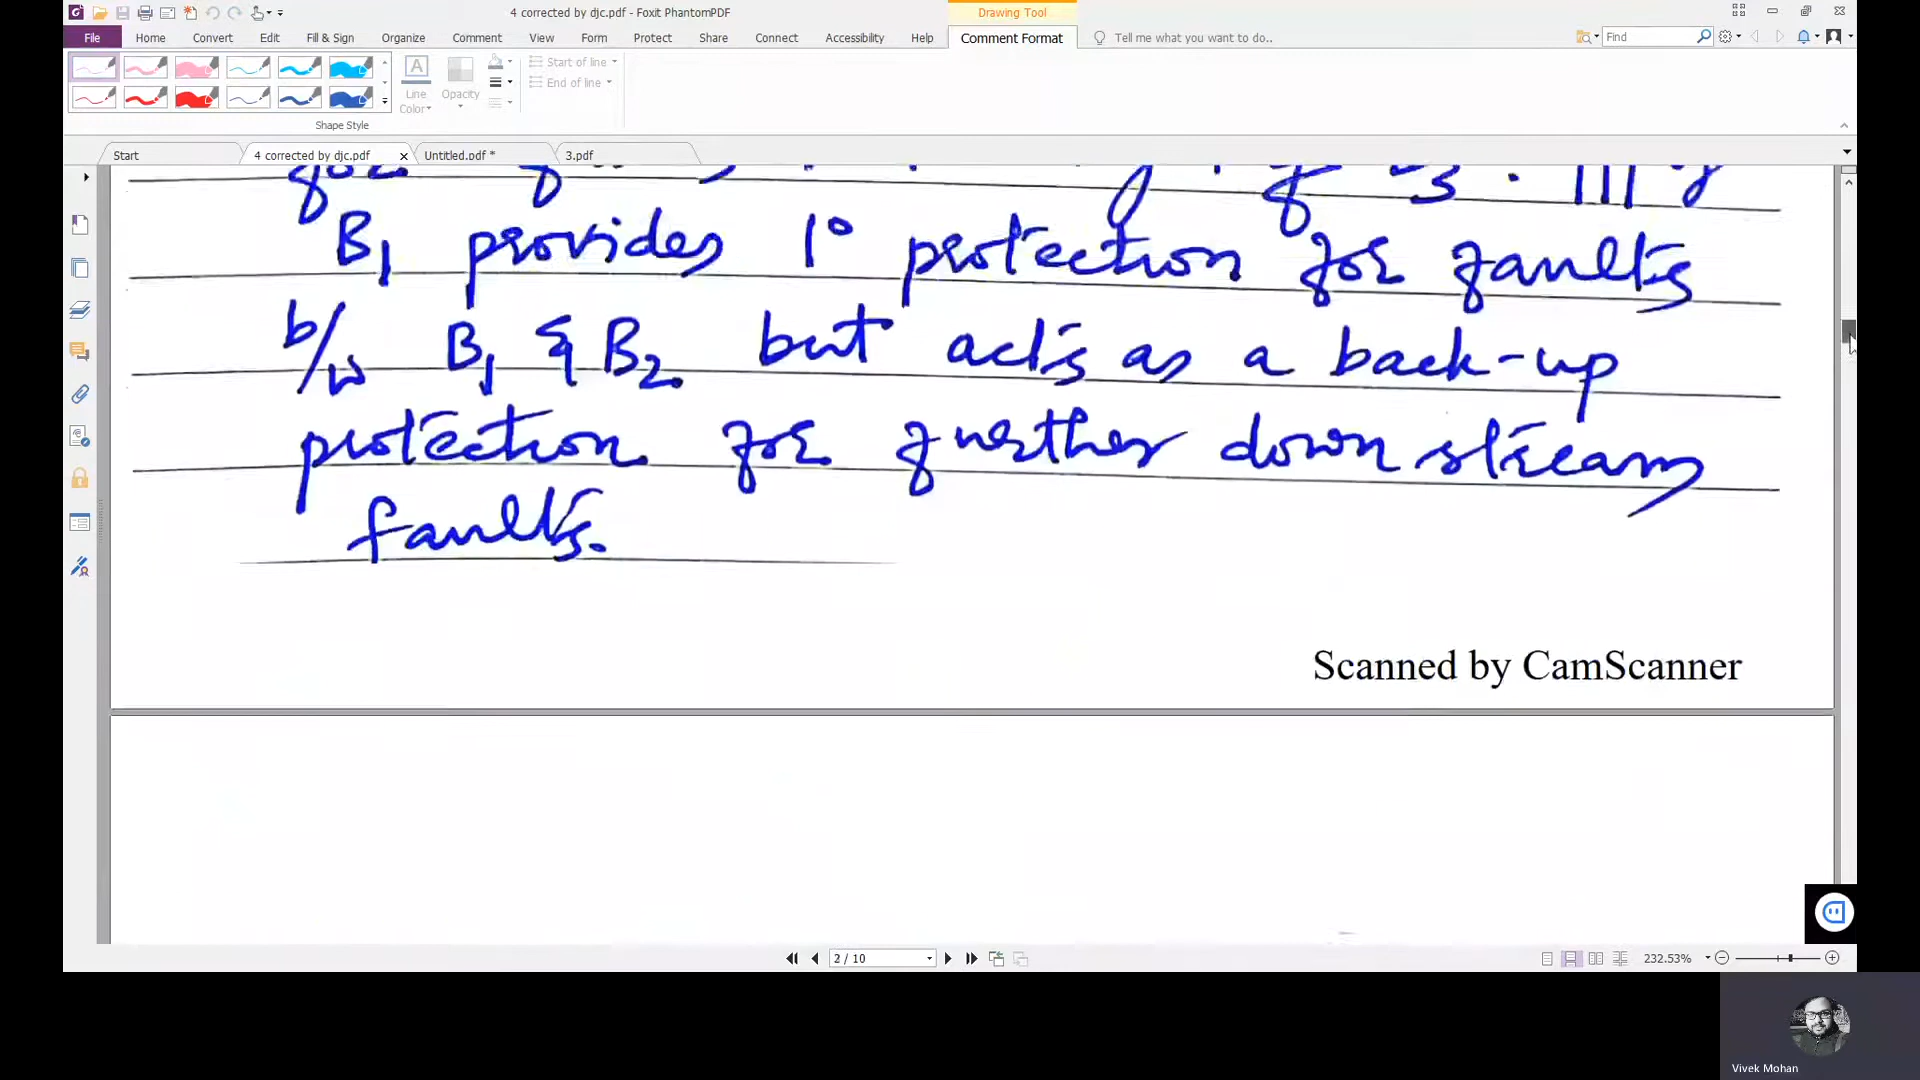 4 corrected by djc.pdf - Foxit PhantomPDF
Drawing Tool
File Home Convert Edit Fill & Sign Organize Comment View Form Protect Share Connect Accessibility Help Comment Format Tell me what you want to do.. Find
Line Color
Opacity
Start of line
End of line
Shape Style
Start 4 corrected by djc.pdf Untitled.pdf * 3.pdf
B1 provides 1° protection for faults
b/w B1 & B2 but acts as a back-up
protection for further down stream
faults.
Scanned by CamScanner
2 / 10
232.53%
Vivek Mohan